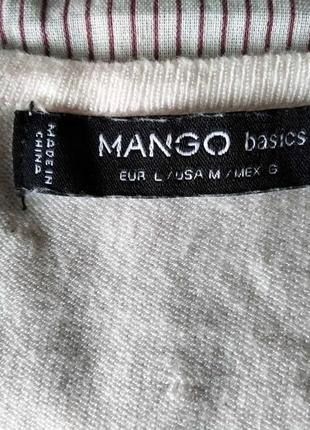 MADE IN
CHINA
MANGO basics
EUR L / USA M / MEX G